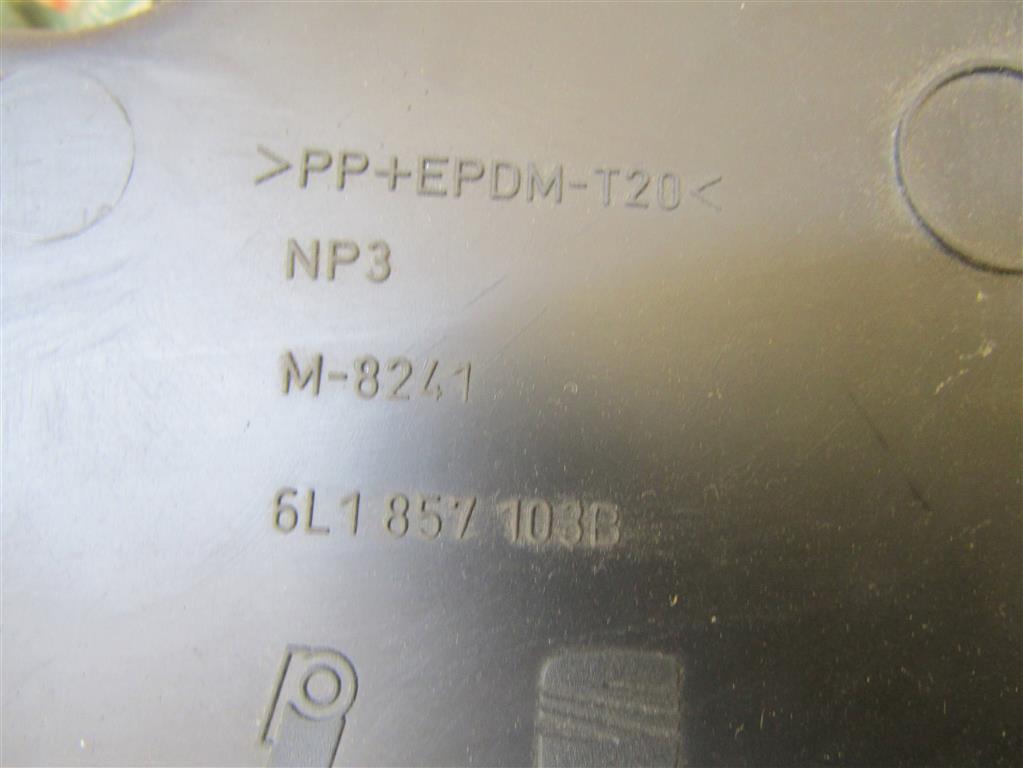 >PP+EPDM-T20<
NP3
M-8241
6L1 857 103B